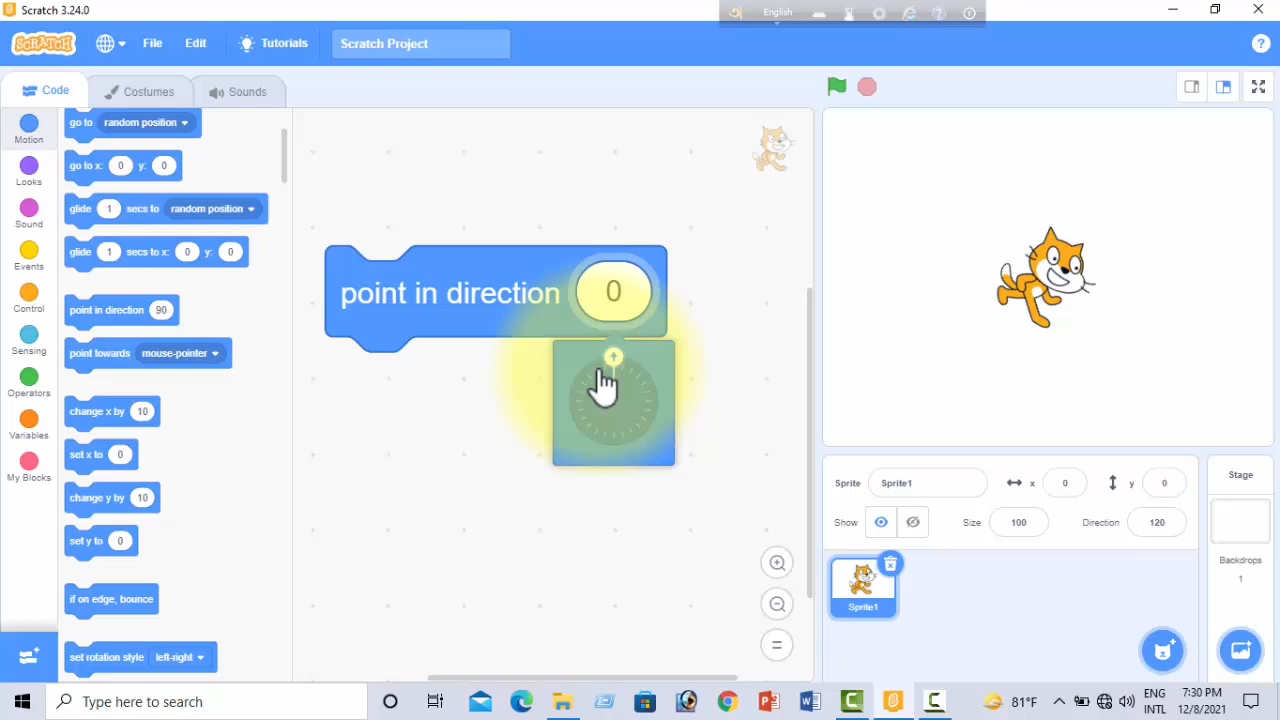 Scratch 3.24.0
English
SCRATCH
File
Edit
Tutorials
Scratch Project
?
Code
Costumes
Sounds
Motion
Looks
Sound
Events
Control
Sensing
Operators
Variables
My Blocks
go to random position
go to x: 0 y: 0
glide 1 secs to random position
glide 1 secs to x: 0 y: 0
point in direction 90
point towards mouse-pointer
change x by 10
set x to 0
change y by 10
set y to 0
if on edge, bounce
set rotation style left-right
point in direction 0
Sprite Sprite1 x 0 y 0
Show Size 100 Direction 120
Sprite1
Stage
Backdrops
1
Type here to search
81°F
ENG
INTL
7:30 PM
12/8/2021